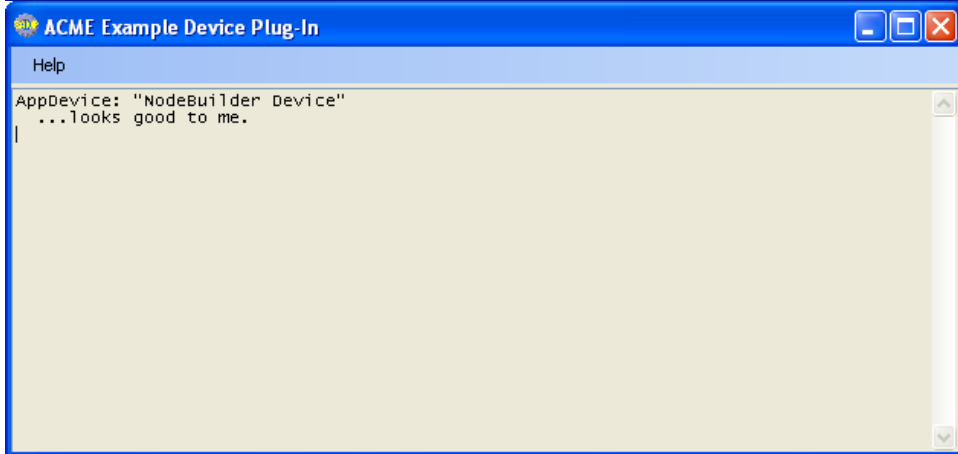 ACME Example Device Plug-In
Help
AppDevice: "NodeBuilder Device"
  ...looks good to me.